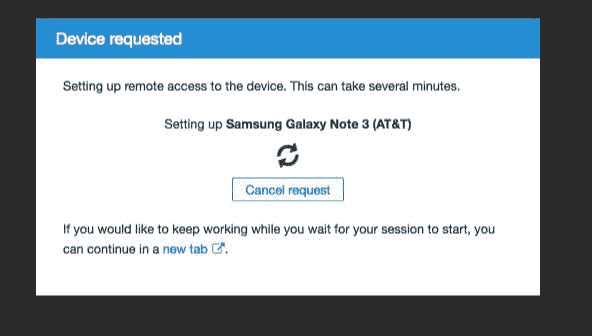 Device requested
Setting up remote access to the device. This can take several minutes.
Setting up Samsung Galaxy Note 3 (AT&T)
Cancel request
If you would like to keep working while you wait for your session to start, you
can continue in a new tab.